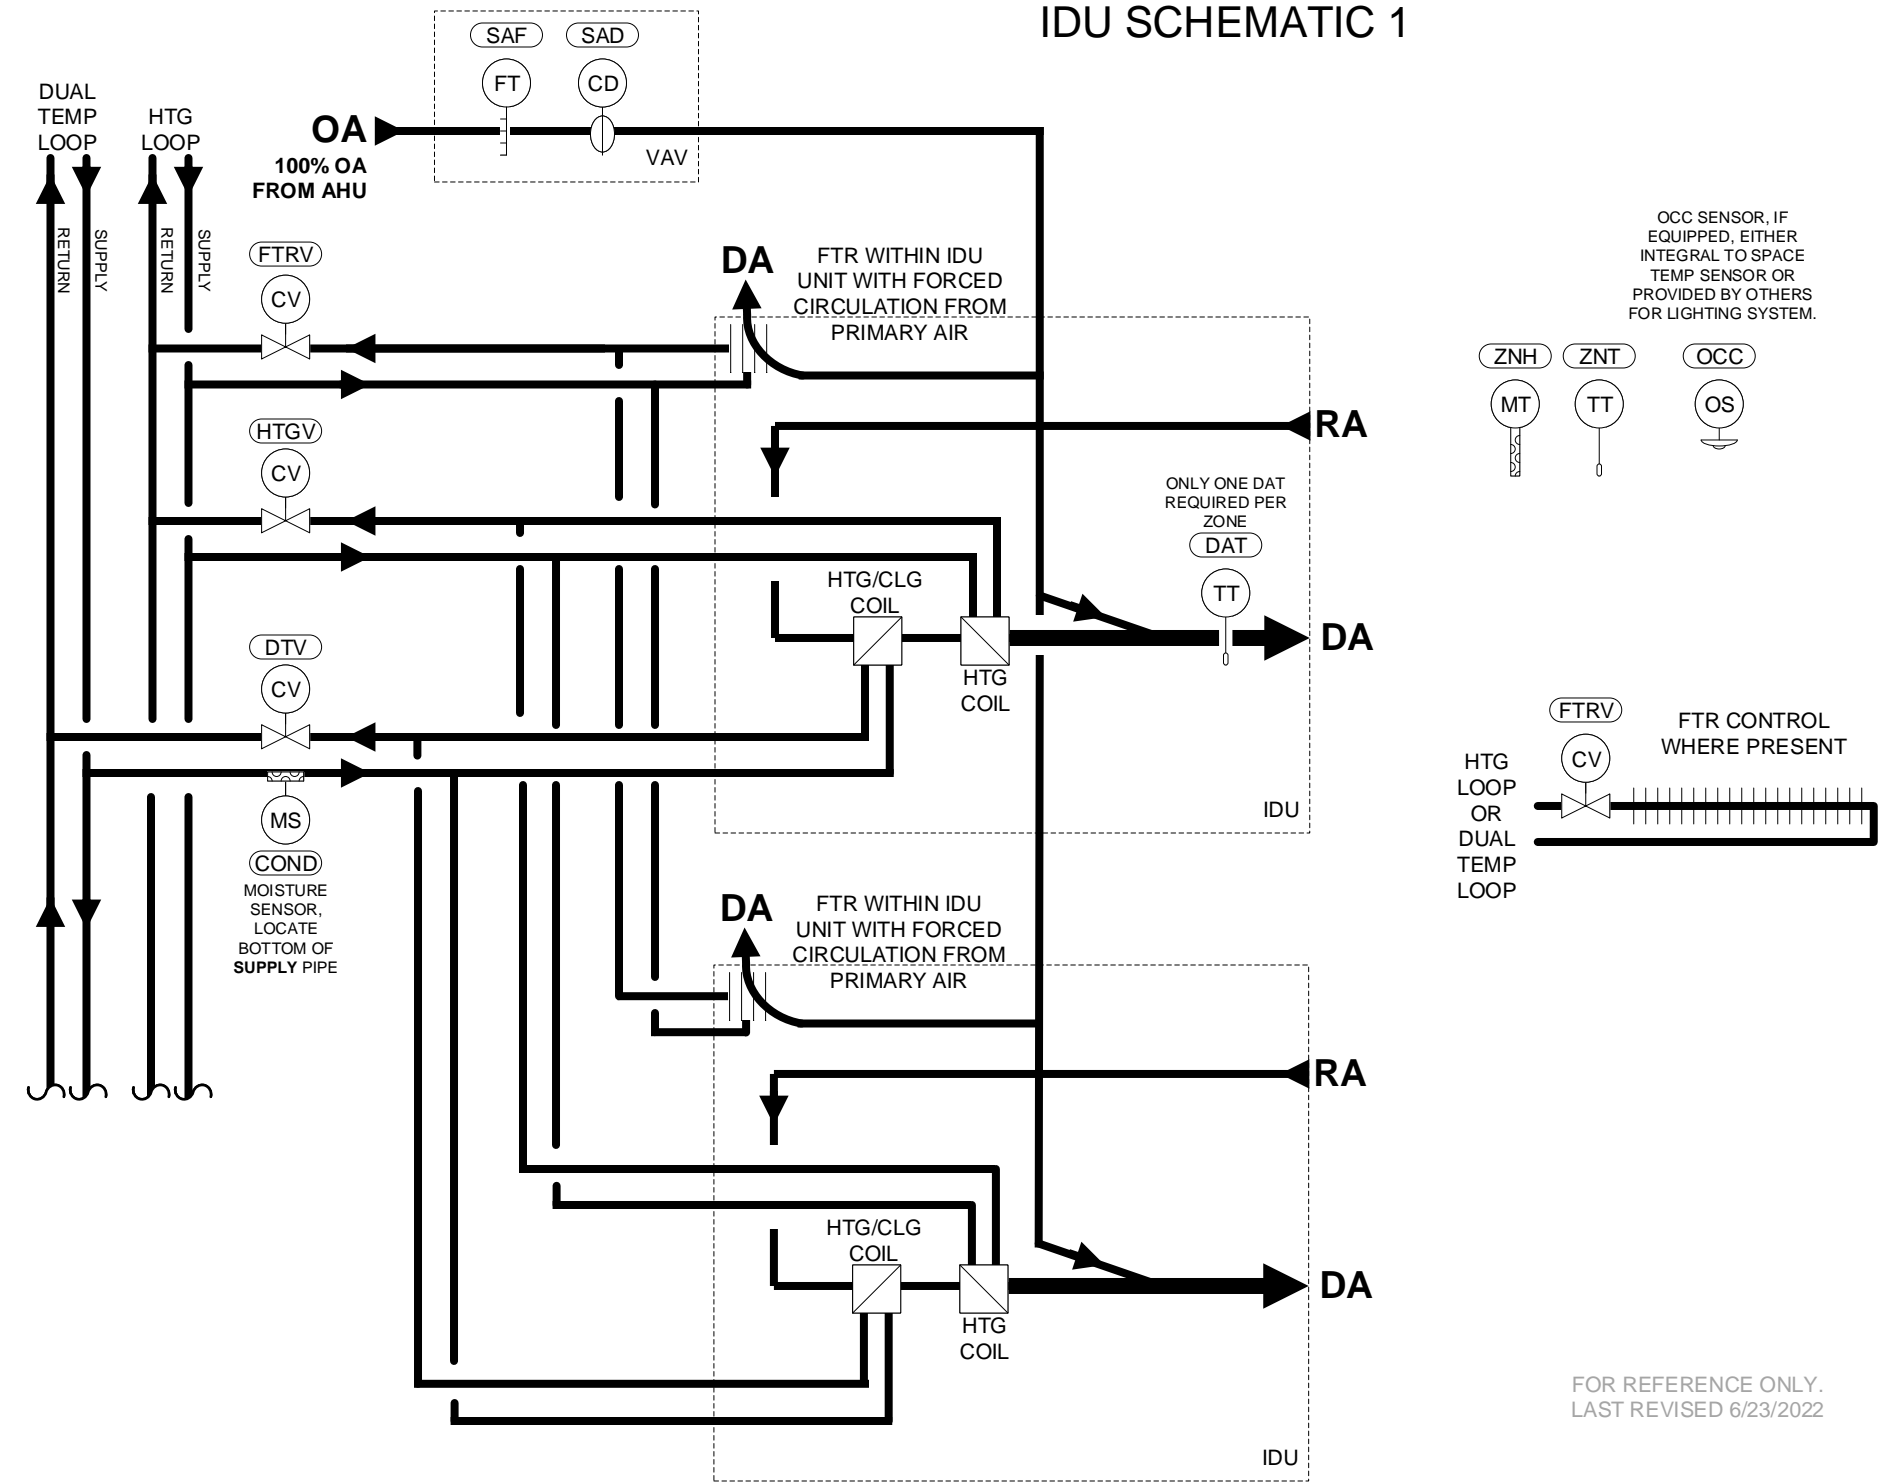 IDU SCHEMATIC 1
SAF
SAD
FT
CD
VAV
DUAL
TEMP
LOOP
HTG
LOOP
OA
100% OA
FROM AHU
RETURN
SUPPLY
RETURN
SUPPLY
FTRV
CV
HTGV
CV
DTV
CV
MS
COND
MOISTURE
SENSOR,
LOCATE
BOTTOM OF
SUPPLY PIPE
DA
FTR WITHIN IDU
UNIT WITH FORCED
CIRCULATION FROM
PRIMARY AIR
RA
ONLY ONE DAT
REQUIRED PER
ZONE
DAT
TT
HTG/CLG
COIL
HTG
COIL
DA
IDU
OCC SENSOR, IF
EQUIPPED, EITHER
INTEGRAL TO SPACE
TEMP SENSOR OR
PROVIDED BY OTHERS
FOR LIGHTING SYSTEM.
ZNH
ZNT
OCC
MT
TT
OS
FTRV
CV
FTR CONTROL
WHERE PRESENT
HTG
LOOP
OR
DUAL
TEMP
LOOP
DA
FTR WITHIN IDU
UNIT WITH FORCED
CIRCULATION FROM
PRIMARY AIR
RA
HTG/CLG
COIL
HTG
COIL
DA
IDU
FOR REFERENCE ONLY.
LAST REVISED 6/23/2022